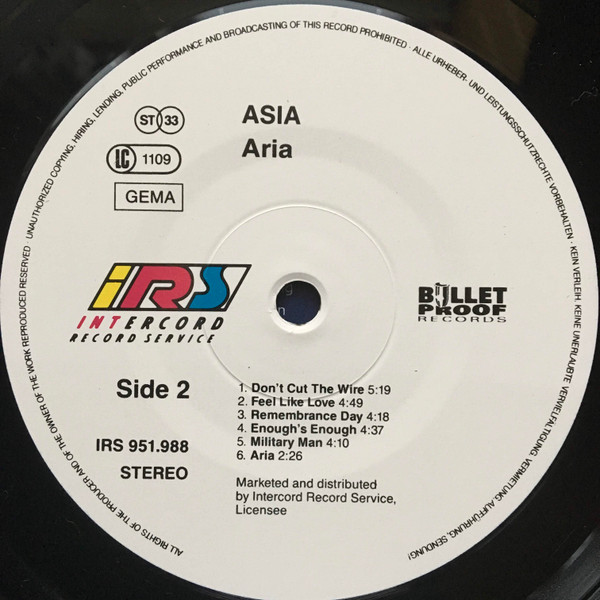 UNAUTHORIZED COPYING, HIRING, LENDING, PUBLIC PERFORMANCE AND BROADCASTING OF THIS RECORD PROHIBITED · ALLE URHEBER- UND LEISTUNGSSCHUTZRECHTE VORBEHALTEN · KEIN VERLEIH. KEINE UNERLAUBTE VERVIELFÄLTIGUNG, VERMIETUNG, AUFFÜHRUNG, SENDUNG!
ALL RIGHTS OF THE PRODUCER AND OF THE OWNER OF THE WORK REPRODUCED RESERVED ·
ST 33
LC 1109
GEMA
ASIA
Aria
iRS
INTERCORD
RECORD SERVICE
BULLET
PROOF
RECORDS
Side 2
IRS 951.988
STEREO
1. Don't Cut The Wire 5:19
2. Feel Like Love 4:49
3. Remembrance Day 4:18
4. Enough's Enough 4:37
5. Military Man 4:10
6. Aria 2:26
Marketed and distributed
by Intercord Record Service,
Licensee